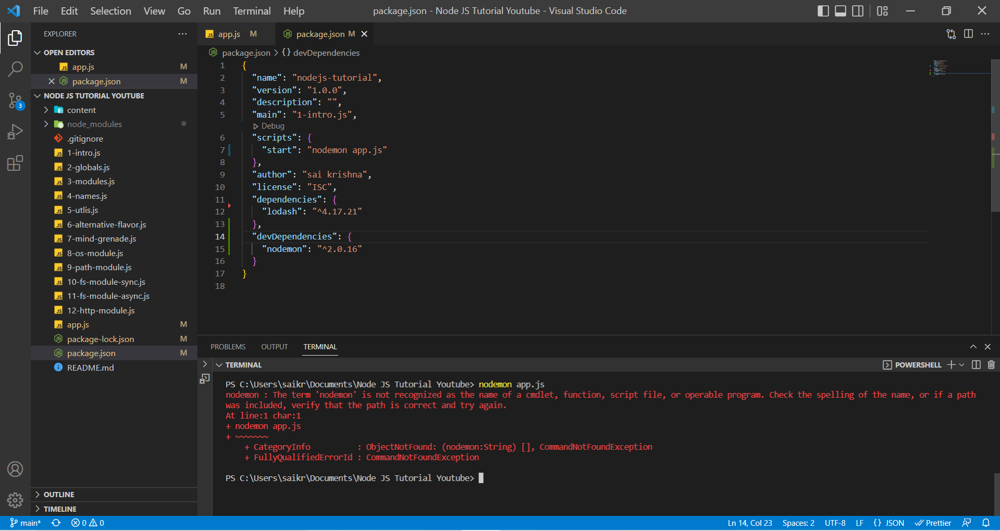 File Edit Selection View Go Run Terminal Help
package.json - Node JS Tutorial Youtube - Visual Studio Code
EXPLORER
OPEN EDITORS
app.js M
package.json M
NODE JS TUTORIAL YOUTUBE
content
node_modules
.gitignore
1-intro.js
2-globals.js
3-modules.js
4-names.js
5-utlis.js
6-alternative-flavor.js
7-mind-grenade.js
8-os-module.js
9-path-module.js
10-fs-module-sync.js
11-fs-module-async.js
12-http-module.js
app.js M
package-lock.json M
package.json M
README.md
OUTLINE
TIMELINE
3
app.js M package.json M
package.json > {} devDependencies
1 {
2 "name": "nodejs-tutorial",
3 "version": "1.0.0",
4 "description": "",
5 "main": "1-intro.js",
Debug
6 "scripts": {
7 "start": "nodemon app.js"
8 },
9 "author": "sai krishna",
10 "license": "ISC",
11 "dependencies": {
12 "lodash": "^4.17.21"
13 },
14 "devDependencies": {
15 "nodemon": "^2.0.16"
16 }
17 }
18
PROBLEMS OUTPUT TERMINAL
TERMINAL
POWERSHELL
PS C:\Users\saikr\Documents\Node JS Tutorial Youtube> nodemon app.js
nodemon : The term 'nodemon' is not recognized as the name of a cmdlet, function, script file, or operable program. Check the spelling of the name, or if a path
was included, verify that the path is correct and try again.
At line:1 char:1
+ nodemon app.js
+ ~~~~~~~
+ CategoryInfo : ObjectNotFound: (nodemon:String) [], CommandNotFoundException
+ FullyQualifiedErrorId : CommandNotFoundException
PS C:\Users\saikr\Documents\Node JS Tutorial Youtube>
main* 0 0
Ln 14, Col 23 Spaces: 2 UTF-8 LF {} JSON Prettier